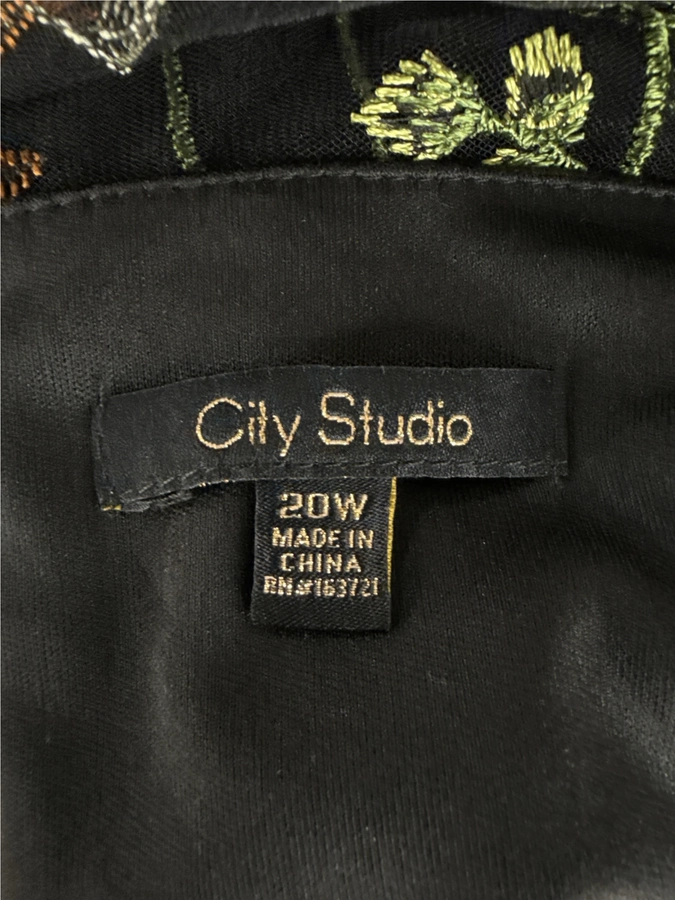 City Studio
20W
MADE IN
CHINA
RN#163721